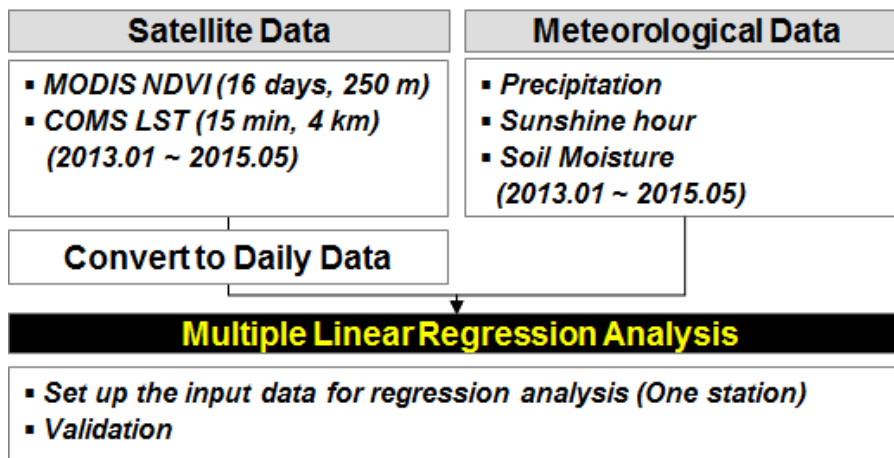 Satellite Data
▪ MODIS NDVI (16 days, 250 m)
▪ COMS LST (15 min, 4 km)
(2013.01 ~ 2015.05)
Convert to Daily Data
Meteorological Data
▪ Precipitation
▪ Sunshine hour
▪ Soil Moisture
(2013.01 ~ 2015.05)
Multiple Linear Regression Analysis
▪ Set up the input data for regression analysis (One station)
▪ Validation